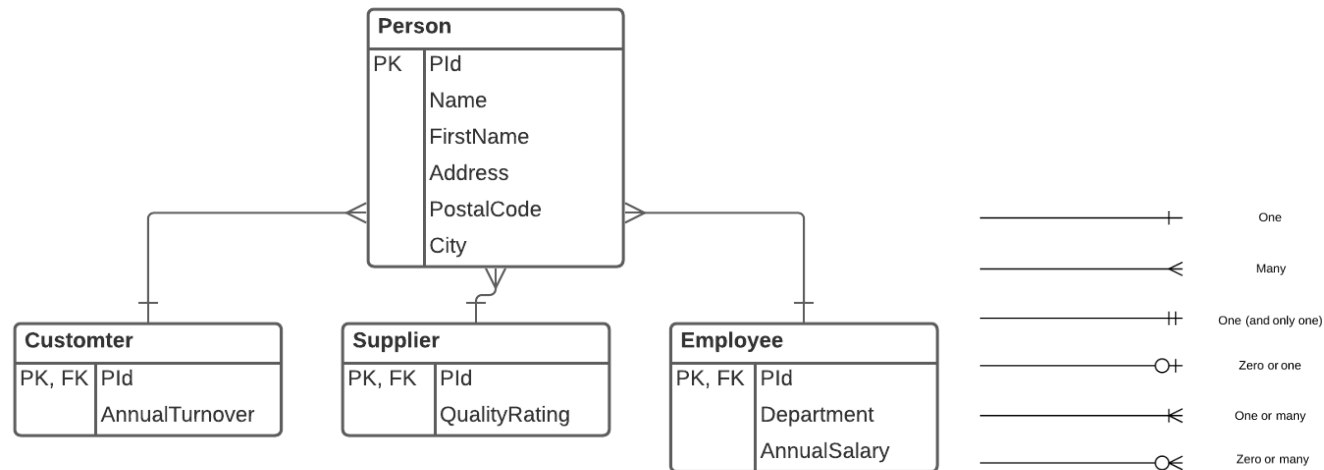 Person
PK PId
Name
FirstName
Address
PostalCode
City
Customter
PK, FK PId
AnnualTurnover
Supplier
PK, FK PId
QualityRating
Employee
PK, FK PId
Department
AnnualSalary
One
Many
One (and only one)
Zero or one
One or many
Zero or many